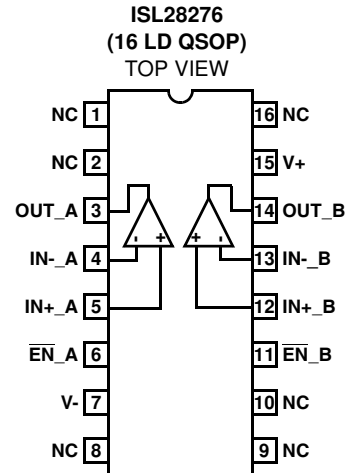 ISL28276
(16 LD QSOP)
TOP VIEW
NC 1 16 NC
NC 2 15 V+
OUT_A 3 14 OUT_B
- + + -
IN-_A 4 13 IN-_B
IN+_A 5 12 IN+_B
E̅N̅_A 6 11 E̅N̅_B
V- 7 10 NC
NC 8 9 NC